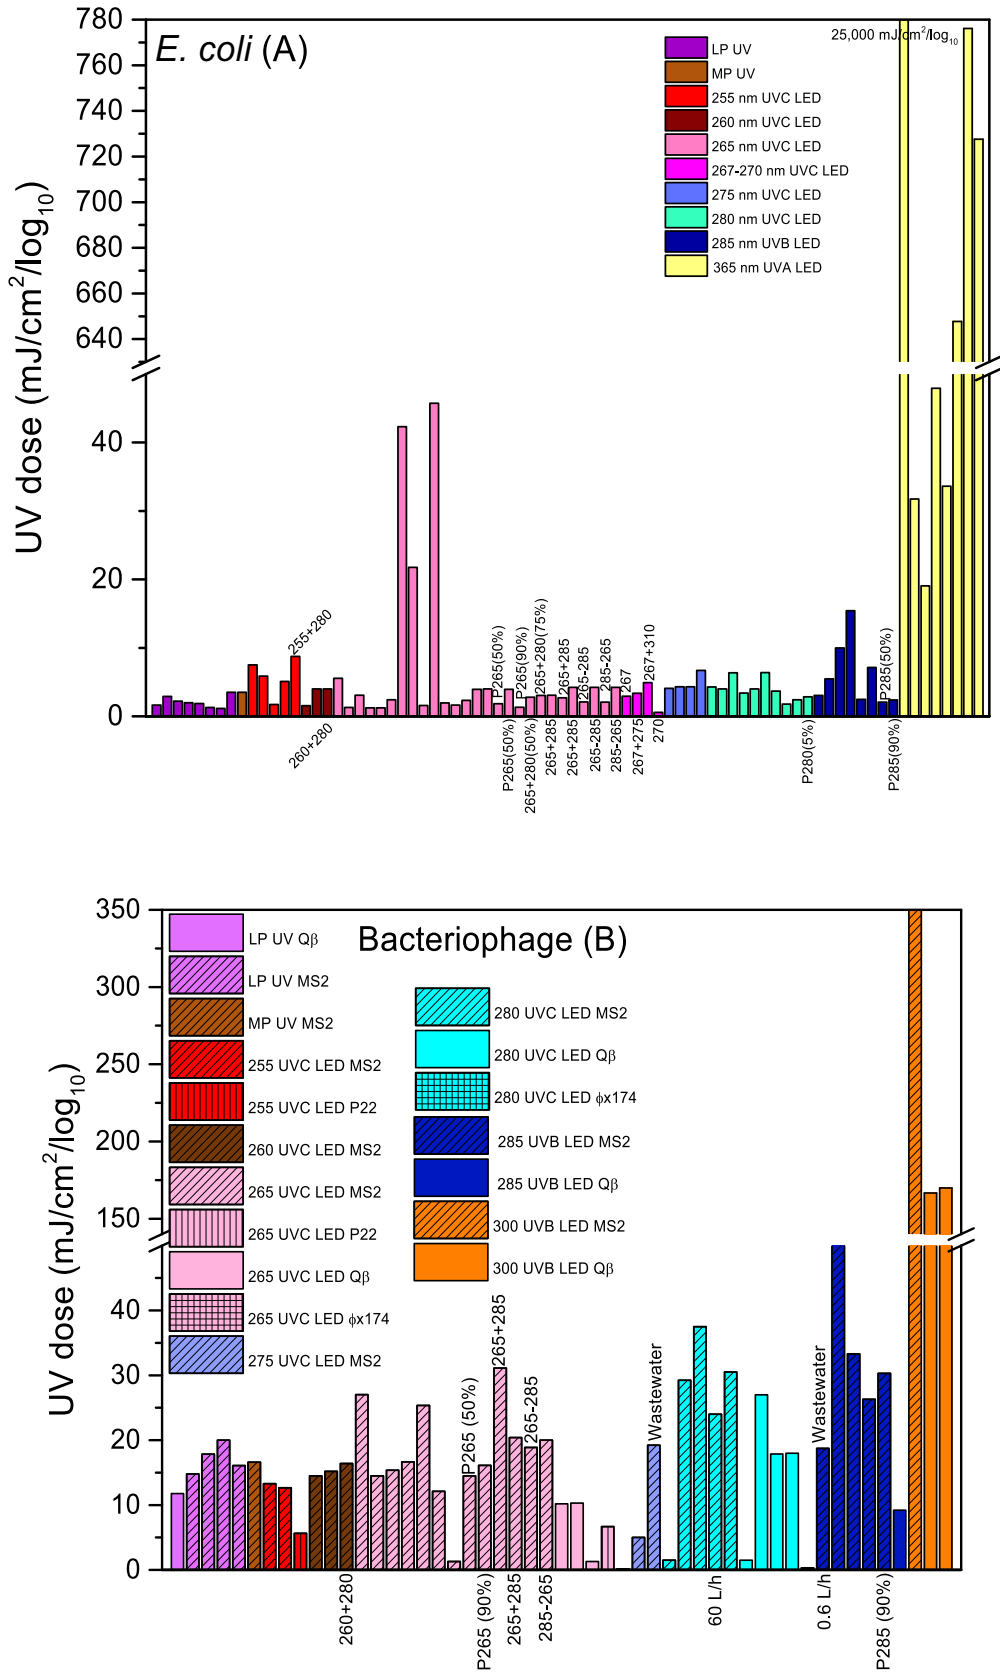 E. coli (A)
UV dose (mJ/cm²/log₁₀)
780
760
740
720
700
680
660
640
40
20
0
25,000 mJ/cm²/log₁₀
LP UV
MP UV
255 nm UVC LED
260 nm UVC LED
265 nm UVC LED
267-270 nm UVC LED
275 nm UVC LED
280 nm UVC LED
285 nm UVB LED
365 nm UVA LED
255+280
260+280
P265(50%)
P265(50%)
P265(90%)
265+280(50%)
265+280(75%)
265+285
265+285
265+285
265-285
265-285
285-265
285-265
267
267+275
267+310
270
P280(5%)
P285(50%)
P285(90%)
Bacteriophage (B)
UV dose (mJ/cm²/log₁₀)
350
300
250
200
150
40
30
20
10
0
LP UV Qβ
LP UV MS2
MP UV MS2
255 UVC LED MS2
255 UVC LED P22
260 UVC LED MS2
265 UVC LED MS2
265 UVC LED P22
265 UVC LED Qβ
265 UVC LED ϕx174
275 UVC LED MS2
280 UVC LED MS2
280 UVC LED Qβ
280 UVC LED ϕx174
285 UVB LED MS2
285 UVB LED Qβ
300 UVB LED MS2
300 UVB LED Qβ
260+280
P265 (50%)
P265 (90%)
265+285
265+285
265-285
285-265
Wastewater
60 L/h
Wastewater
0.6 L/h
P285 (90%)